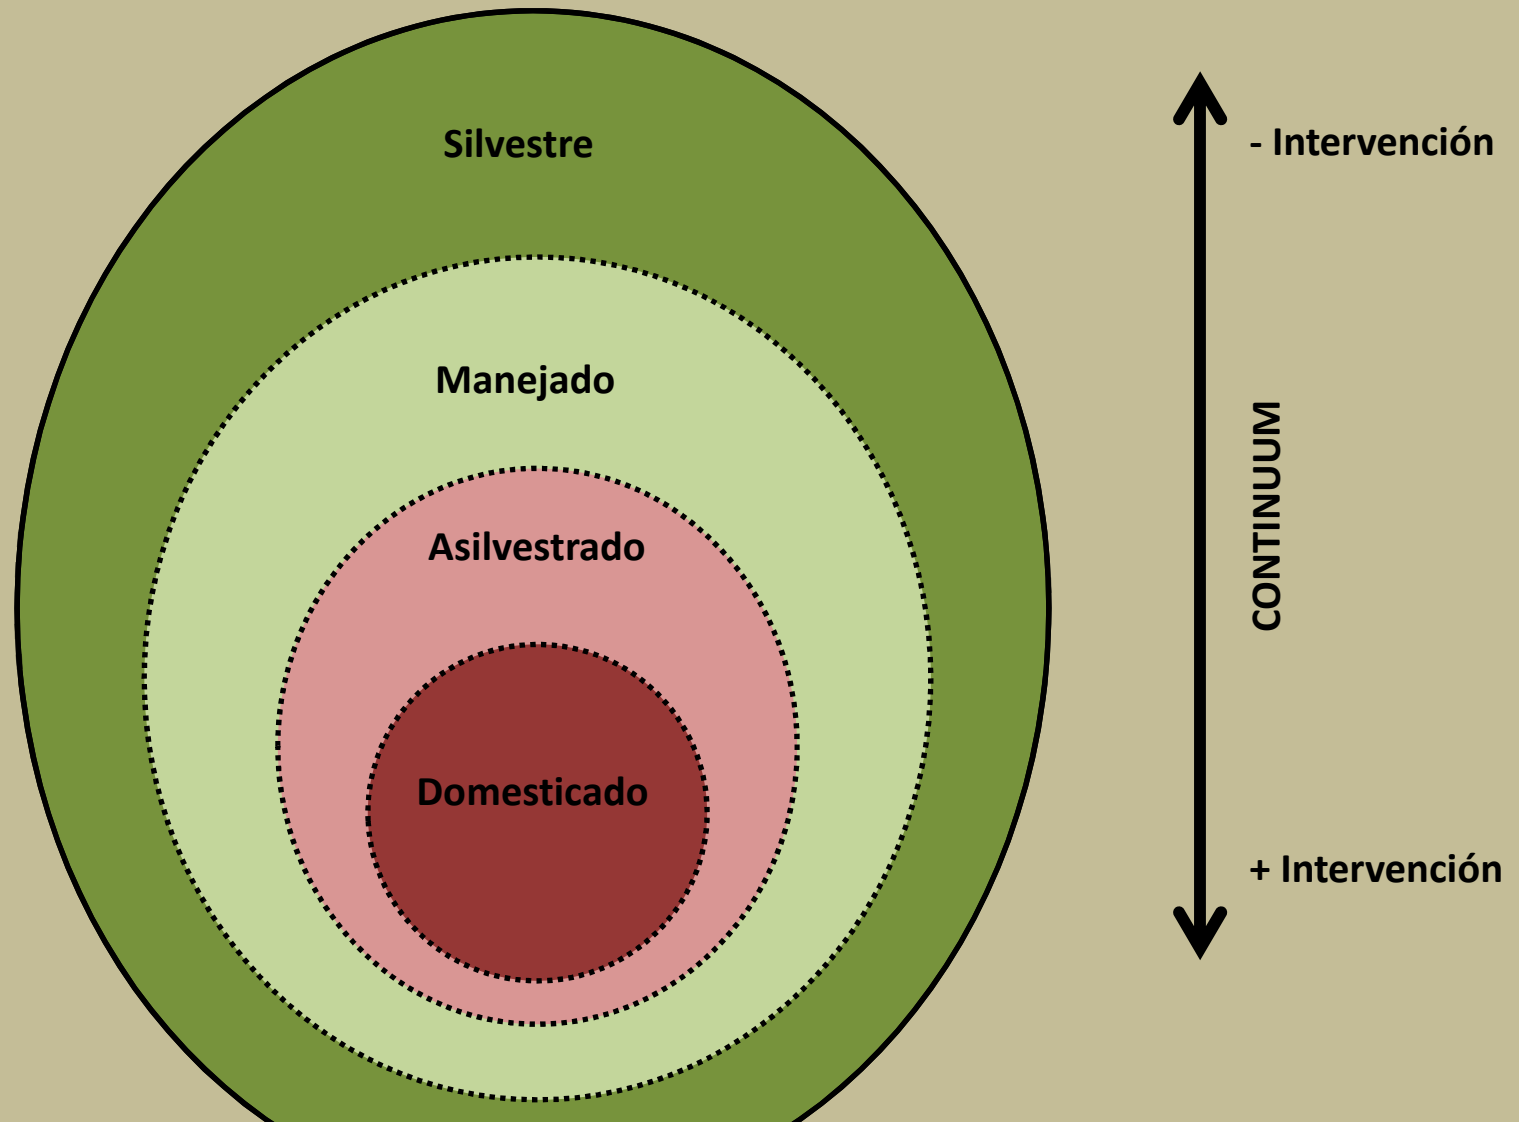 Silvestre
- Intervención
Manejado
CONTINUUM
Asilvestrado
Domesticado
+ Intervención